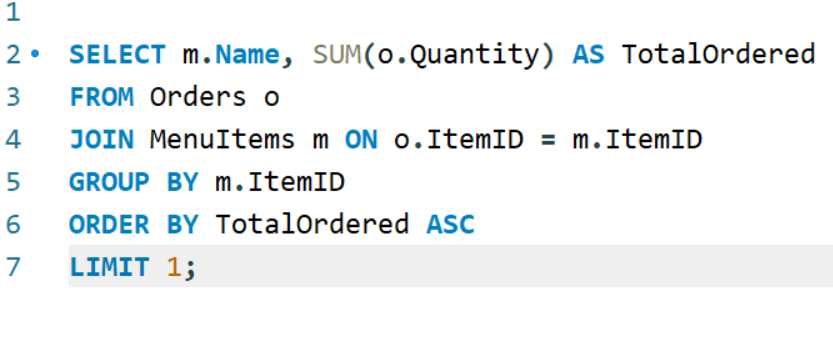 1
2 SELECT m.Name, SUM(o.Quantity) AS TotalOrdered
3 FROM Orders o
4 JOIN MenuItems m ON o.ItemID = m.ItemID
5 GROUP BY m.ItemID
6 ORDER BY TotalOrdered ASC
7 LIMIT 1;